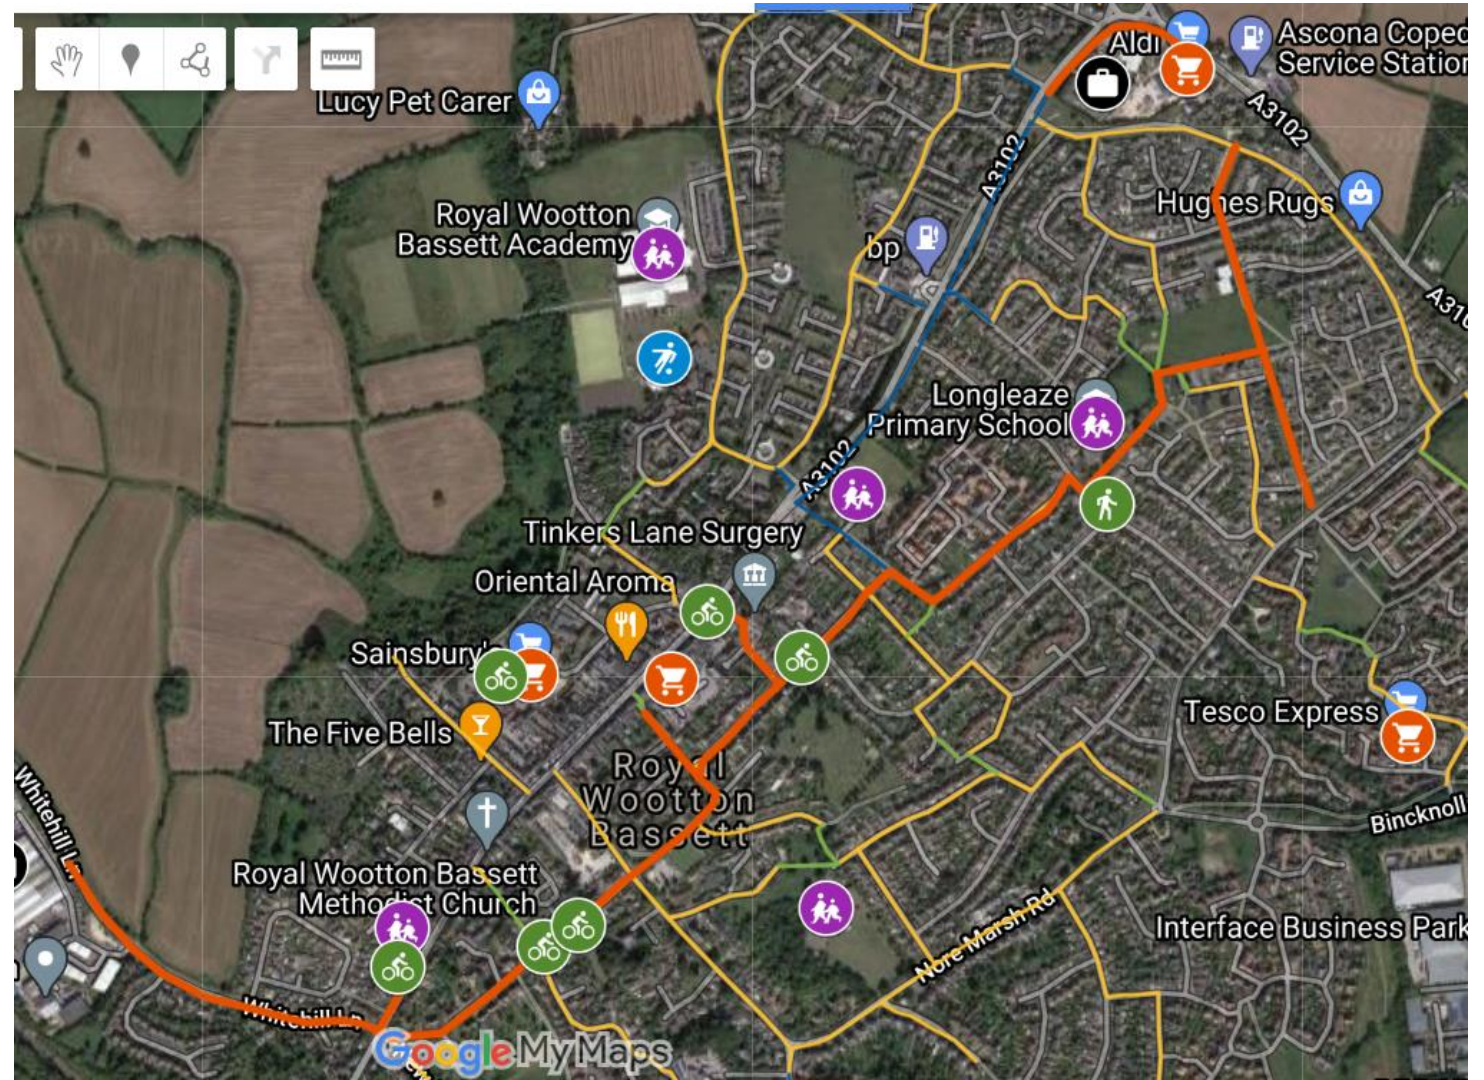 Aldi
Ascona Coped
Service Station
Lucy Pet Carer
A3102
A3102
Royal Wootton
Bassett Academy
Hughes Rugs
bp
A310
Longleaze
Primary School
A3102
Tinkers Lane Surgery
Oriental Aroma
Sainsbury's
Tesco Express
The Five Bells
Royal
Wootton
Bassett
Whitehill Ln
Bincknoll
Royal Wootton Bassett
Methodist Church
Nore Marsh Rd
Interface Business Park
Whitehill Ln
Google My Maps